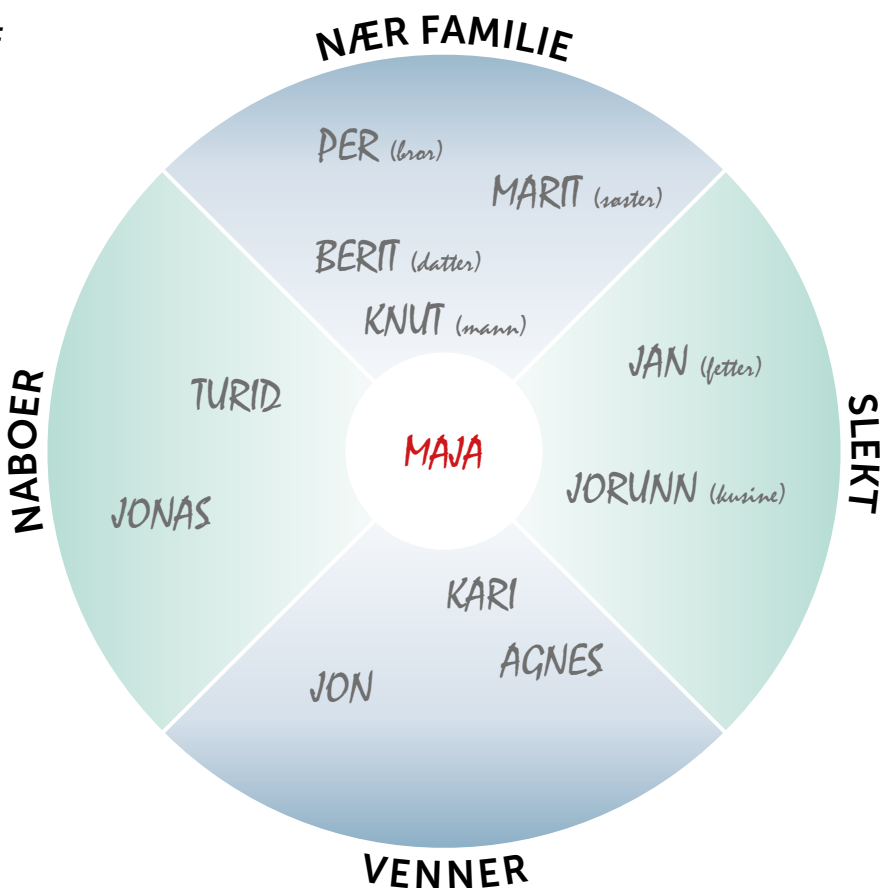 NÆR FAMILIE
PER (bror)
MARIT (søster)
BERIT (datter)
KNUT (mann)
JAN (fetter)
TURID
NABOER
MAJA
SLEKT
JORUNN (kusine)
JONAS
KARI
AGNES
JON
VENNER